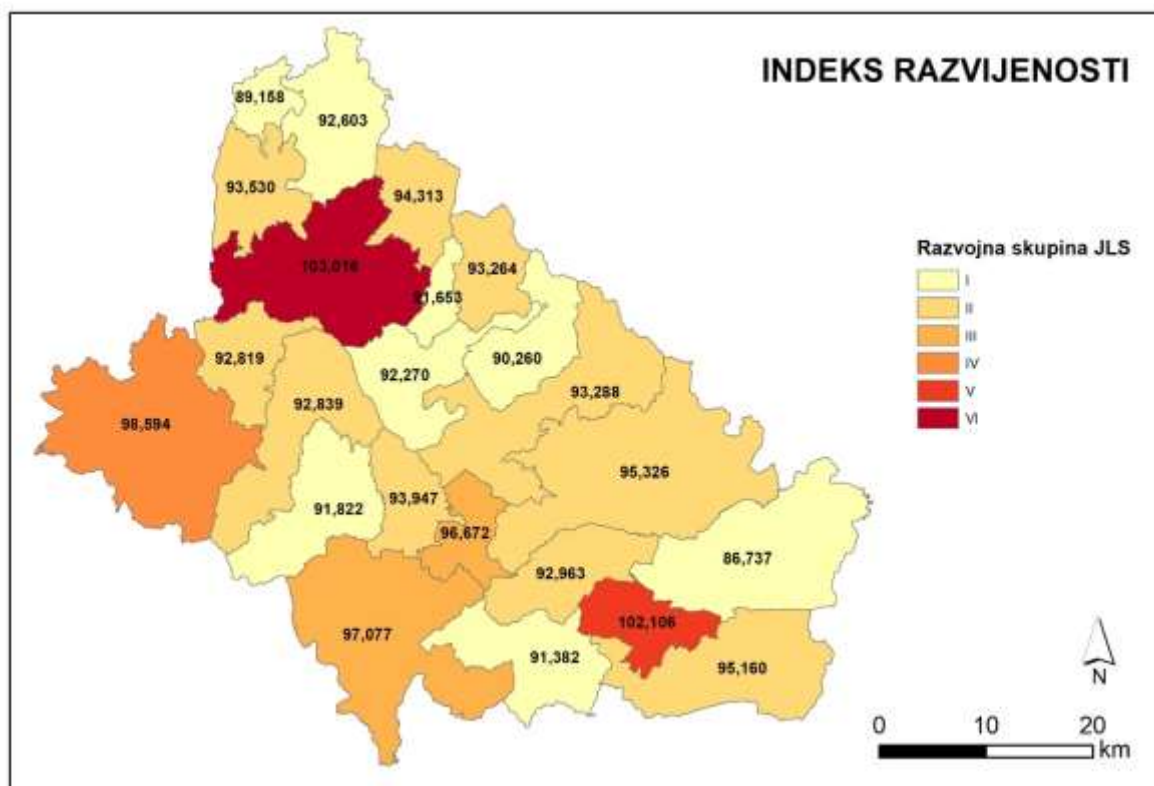 INDEKS RAZVIJENOSTI
89,158
92,603
93,530
94,313
103,016
93,264
91,653
92,819
92,270
90,260
93,288
92,839
98,594
95,326
91,822
93,947
96,672
86,737
92,963
102,106
97,077
91,382
95,160
Razvojna skupina JLS
I
II
III
IV
V
VI
N
0 10 20
km